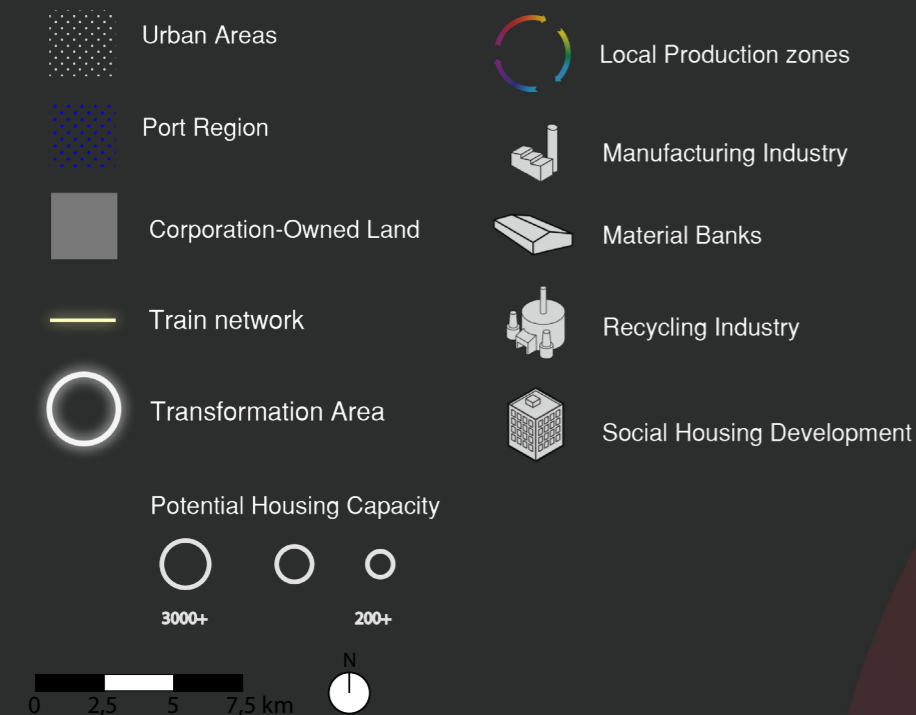 Urban Areas
Port Region
Corporation-Owned Land
Train network
Transformation Area
Potential Housing Capacity
3000+ 200+
0 2,5 5 7,5 km
N
Local Production zones
Manufacturing Industry
Material Banks
Recycling Industry
Social Housing Development